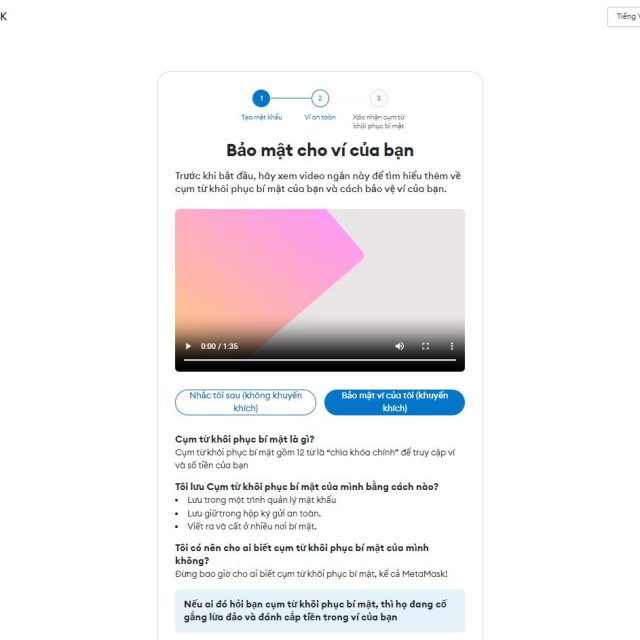 K
Tiếng V
1
2
3
Tạo mật khẩu
Ví an toàn
Xác nhận cụm từ
khôi phục bí mật
Bảo mật cho ví của bạn
Trước khi bắt đầu, hãy xem video ngắn này để tìm hiểu thêm về
cụm từ khôi phục bí mật của bạn và cách bảo vệ ví của bạn.
0:00 / 1:35
Nhắc tôi sau (không khuyến
khích)
Bảo mật ví của tôi (khuyến
khích)
Cụm từ khôi phục bí mật là gì?
Cụm từ khôi phục bí mật gồm 12 từ là “chìa khóa chính” để truy cập ví
và số tiền của bạn
Tôi lưu Cụm từ khôi phục bí mật của mình bằng cách nào?
• Lưu trong một trình quản lý mật khẩu
• Lưu giữ trong hộp ký gửi an toàn.
• Viết ra và cất ở nhiều nơi bí mật.
Tôi có nên cho ai biết cụm từ khôi phục bí mật của mình
không?
Đừng bao giờ cho ai biết cụm từ khôi phục bí mật, kể cả MetaMask!
Nếu ai đó hỏi bạn cụm từ khôi phục bí mật, thì họ đang cố
gắng lừa đảo và đánh cắp tiền trong ví của bạn